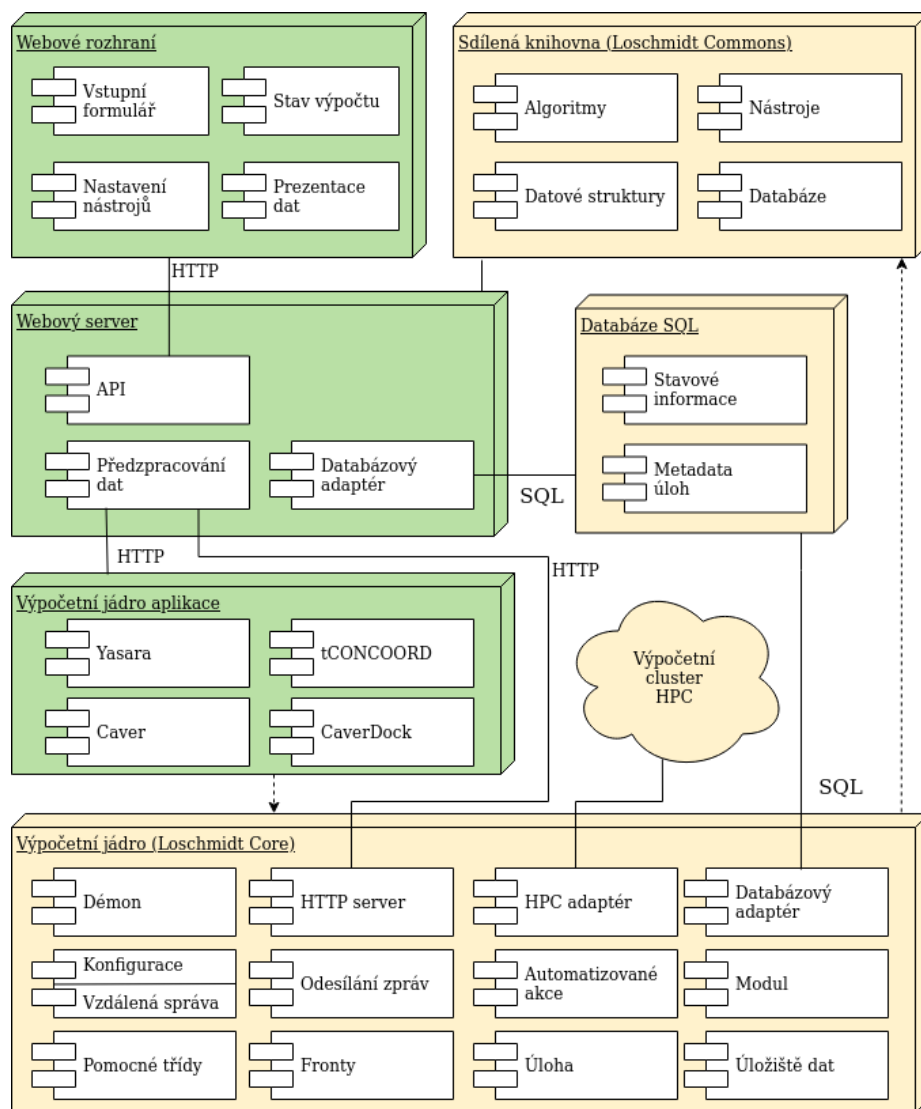 Webové rozhraní
Vstupní
formulář
Stav výpočtu
Nastavení
nástrojů
Prezentace
dat
Sdílená knihovna (Loschmidt Commons)
Algoritmy
Nástroje
Datové struktury
Databáze
HTTP
Webový server
API
Předzpracování
dat
Databázový
adaptér
SQL
Databáze SQL
Stavové
informace
Metadata
úloh
HTTP
HTTP
Výpočetní jádro aplikace
Yasara
tCONCOORD
Caver
CaverDock
Výpočetní
cluster
HPC
SQL
Výpočetní jádro (Loschmidt Core)
Démon
HTTP server
HPC adaptér
Databázový
adaptér
Konfigurace
Vzdálená správa
Odesílání zpráv
Automatizované
akce
Modul
Pomocné třídy
Fronty
Úloha
Úložiště dat